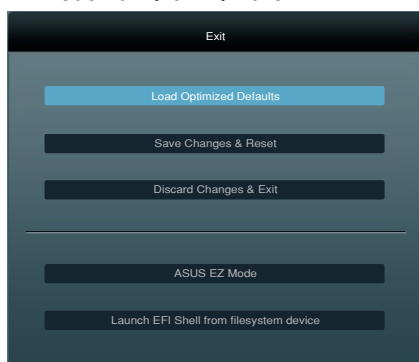 Exit
Load Optimized Defaults
Save Changes & Reset
Discard Changes & Exit
ASUS EZ Mode
Launch EFI Shell from filesystem device